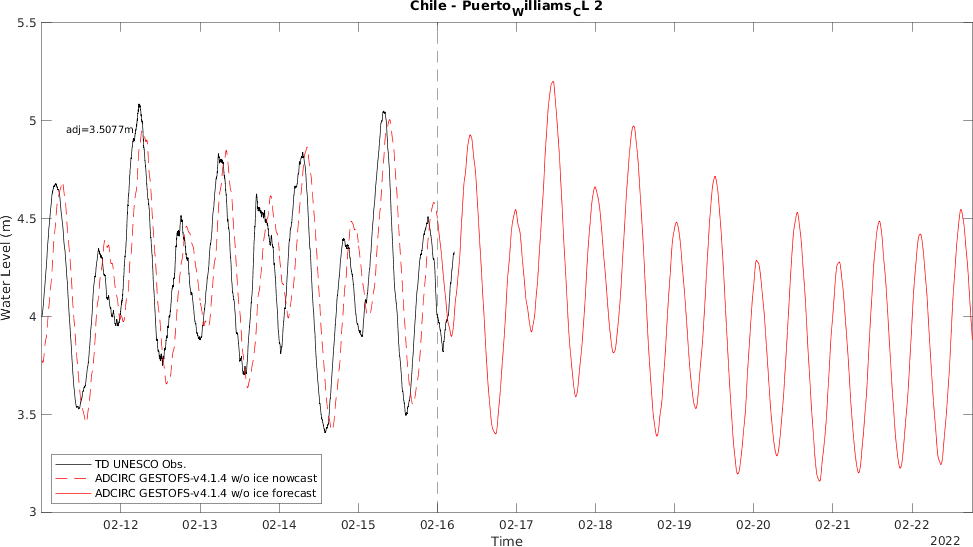 Chile - Puerto_Williams_CL 2
5.5
5
4.5
4
3.5
3
Water Level (m)
adj=3.5077m
TD UNESCO Obs.
ADCIRC GESTOFS-v4.1.4 w/o ice nowcast
ADCIRC GESTOFS-v4.1.4 w/o ice forecast
02-12 02-13 02-14 02-15 02-16 02-17 02-18 02-19 02-20 02-21 02-22
Time
2022